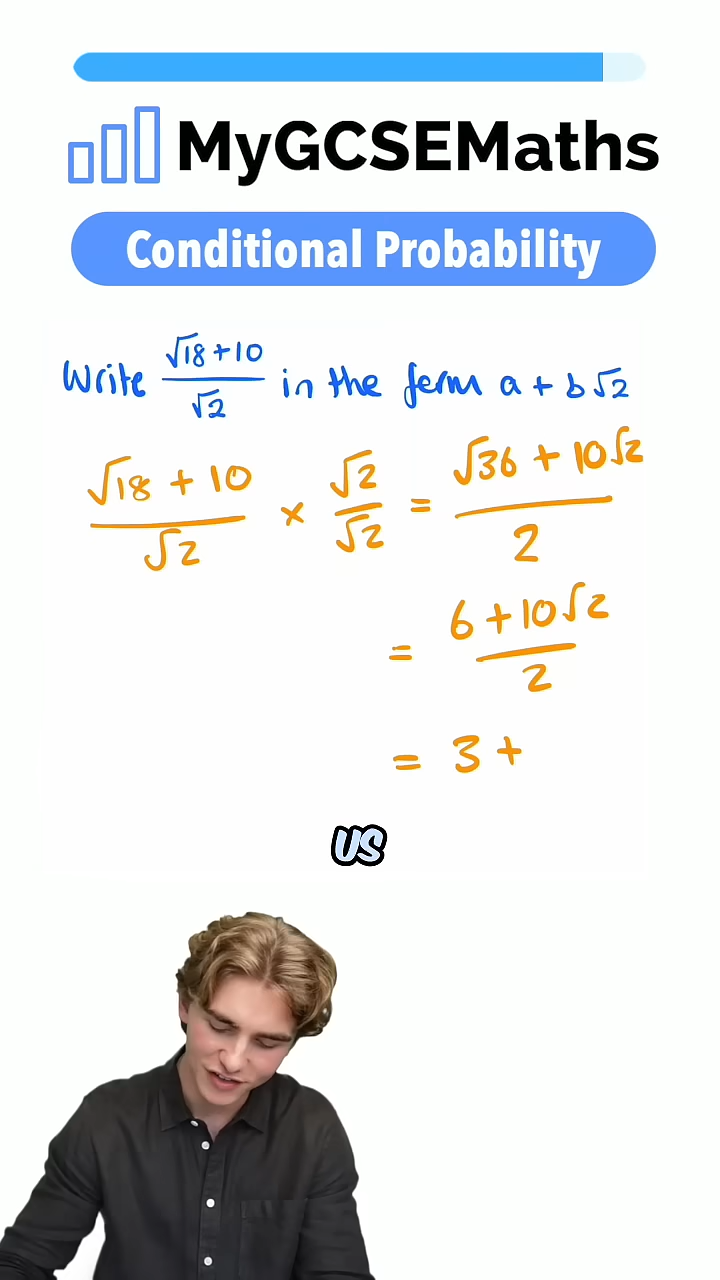 MyGCSEMaths
Conditional Probability
Write (√18 + 10)/√2 in the form a + b√2
(√18 + 10)/√2 × √2/√2 = (√36 + 10√2)/2
= (6 + 10√2)/2
= 3 +
us